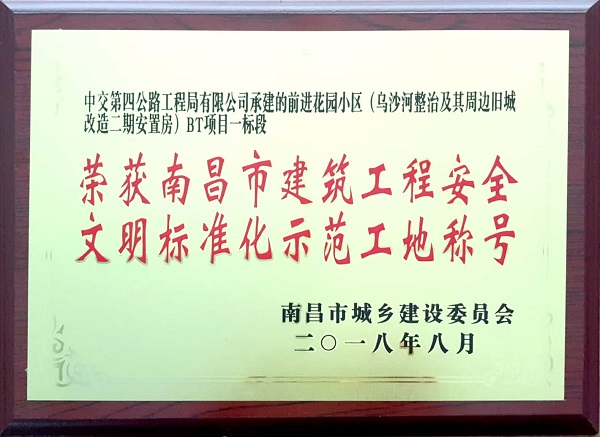 中交第四公路工程局有限公司承建的前进花园小区（乌沙河整治及其周边旧城
改造二期安置房）BT项目一标段
荣获南昌市建筑工程安全
文明标准化示范工地称号
南昌市城乡建设委员会
二〇一八年八月